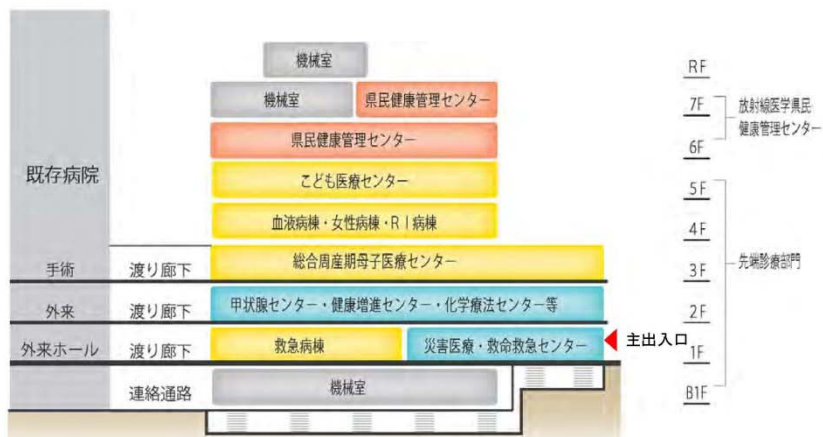 機械室
RF
機械室
県民健康管理センター
7F
放射線医学県民
健康管理センター
県民健康管理センター
6F
既存病院
こども医療センター
5F
血液病棟・女性病棟・RI病棟
4F
先端診療部門
手術
渡り廊下
総合周産期母子医療センター
3F
外来
渡り廊下
甲状腺センター・健康増進センター・化学療法センター等
2F
外来ホール
渡り廊下
救急病棟
災害医療・救命救急センター
主出入口
1F
連絡通路
機械室
B1F